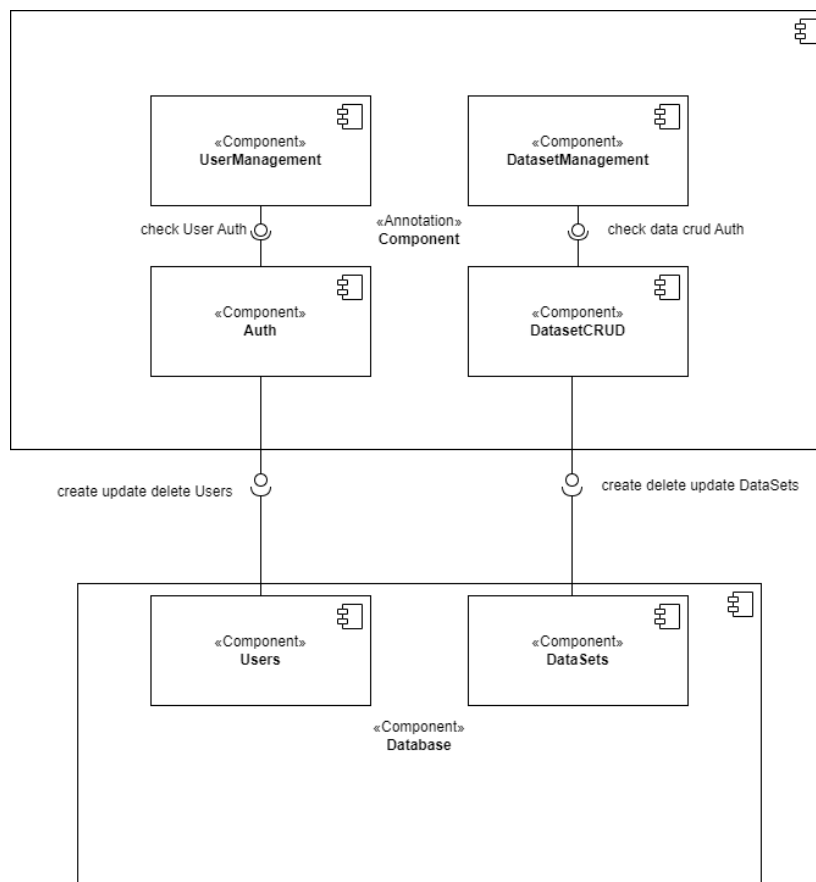 «Component»
UserManagement
«Component»
DatasetManagement
check User Auth
«Annotation»
Component
check data crud Auth
«Component»
Auth
«Component»
DatasetCRUD
create update delete Users
create delete update DataSets
«Component»
Users
«Component»
DataSets
«Component»
Database